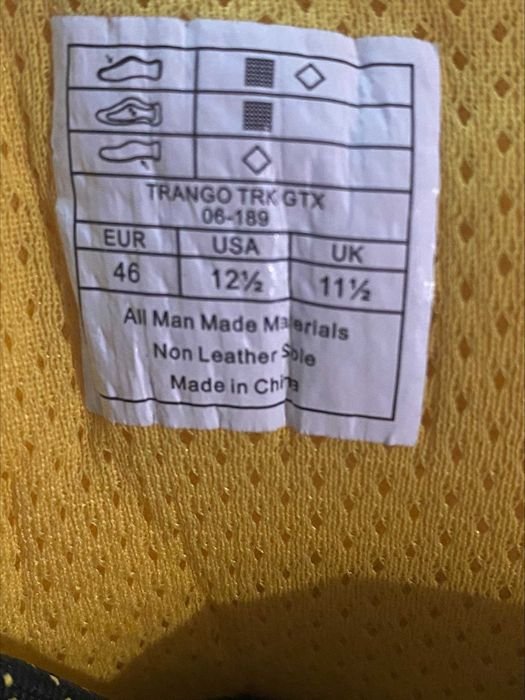 TRANGO TRK GTX
06-189
EUR USA UK
46 12½ 11½
All Man Made Materials
Non Leather Sole
Made in China